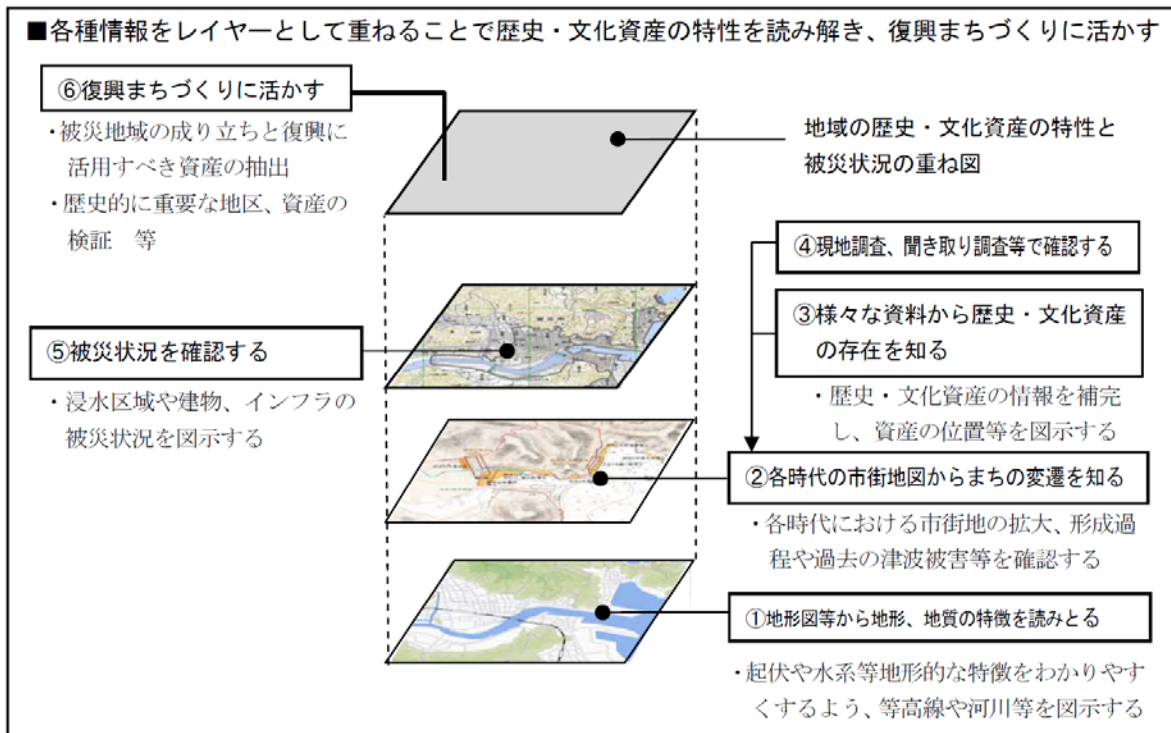 ■各種情報をレイヤーとして重ねることで歴史・文化資産の特性を読み解き、復興まちづくりに活かす
⑥復興まちづくりに活かす
・被災地域の成り立ちと復興に
活用すべき資産の抽出
・歴史的に重要な地区、資産の
検証　等
地域の歴史・文化資産の特性と
被災状況の重ね図
④現地調査、聞き取り調査等で確認する
③様々な資料から歴史・文化資産
の存在を知る
・歴史・文化資産の情報を補完
し、資産の位置等を図示する
⑤被災状況を確認する
・浸水区域や建物、インフラの
被災状況を図示する
②各時代の市街地図からまちの変遷を知る
・各時代における市街地の拡大、形成過
程や過去の津波被害等を確認する
①地形図等から地形、地質の特徴を読みとる
・起伏や水系等地形的な特徴をわかりやす
くするよう、等高線や河川等を図示する